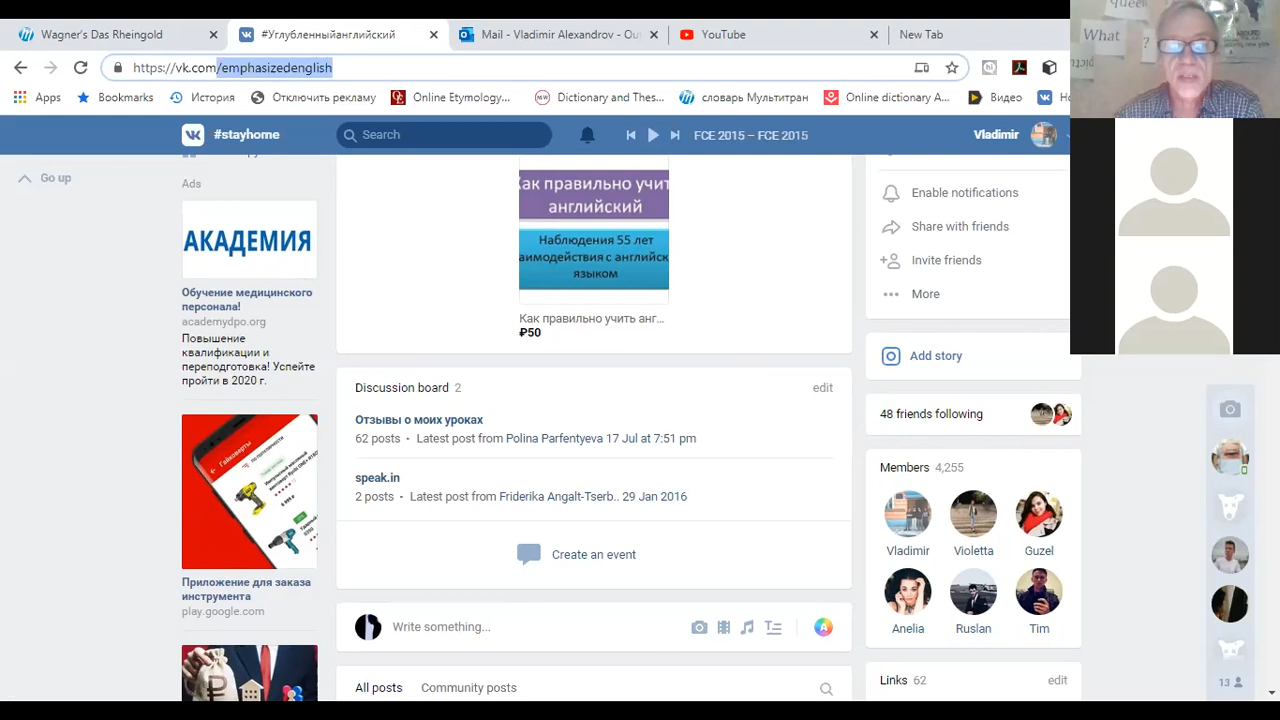 Wagner's Das Rheingold
#Углубленныйанглийский
Mail - Vladimir Alexandrov - Ou
YouTube
New Tab
https://vk.com/emphasizedenglish
Apps
Bookmarks
История
Отключить рекламу
Online Etymology...
Dictionary and Thes...
словарь Мультитран
Online dictionary A...
Видео
What
?
#stayhome
Search
FCE 2015 – FCE 2015
Vladimir
Go up
Ads
АКАДЕМИЯ
Обучение медицинского
персонала!
academydpo.org
Повышение
квалификации и
переподготовка! Успейте
пройти в 2020 г.
Гайковерты
Приложение для заказа
инструмента
play.google.com
Как правильно учит
английский
Наблюдения 55 лет
аимодействия с английск
языком
Как правильно учить анг...
₽50
Discussion board 2
edit
Отзывы о моих уроках
62 posts · Latest post from Polina Parfentyeva 17 Jul at 7:51 pm
speak.in
2 posts · Latest post from Friderika Angalt-Tserb.. 29 Jan 2016
Create an event
Write something...
All posts
Community posts
Enable notifications
Share with friends
Invite friends
More
Add story
48 friends following
Members 4,255
Vladimir
Violetta
Guzel
Anelia
Ruslan
Tim
Links 62
edit
13